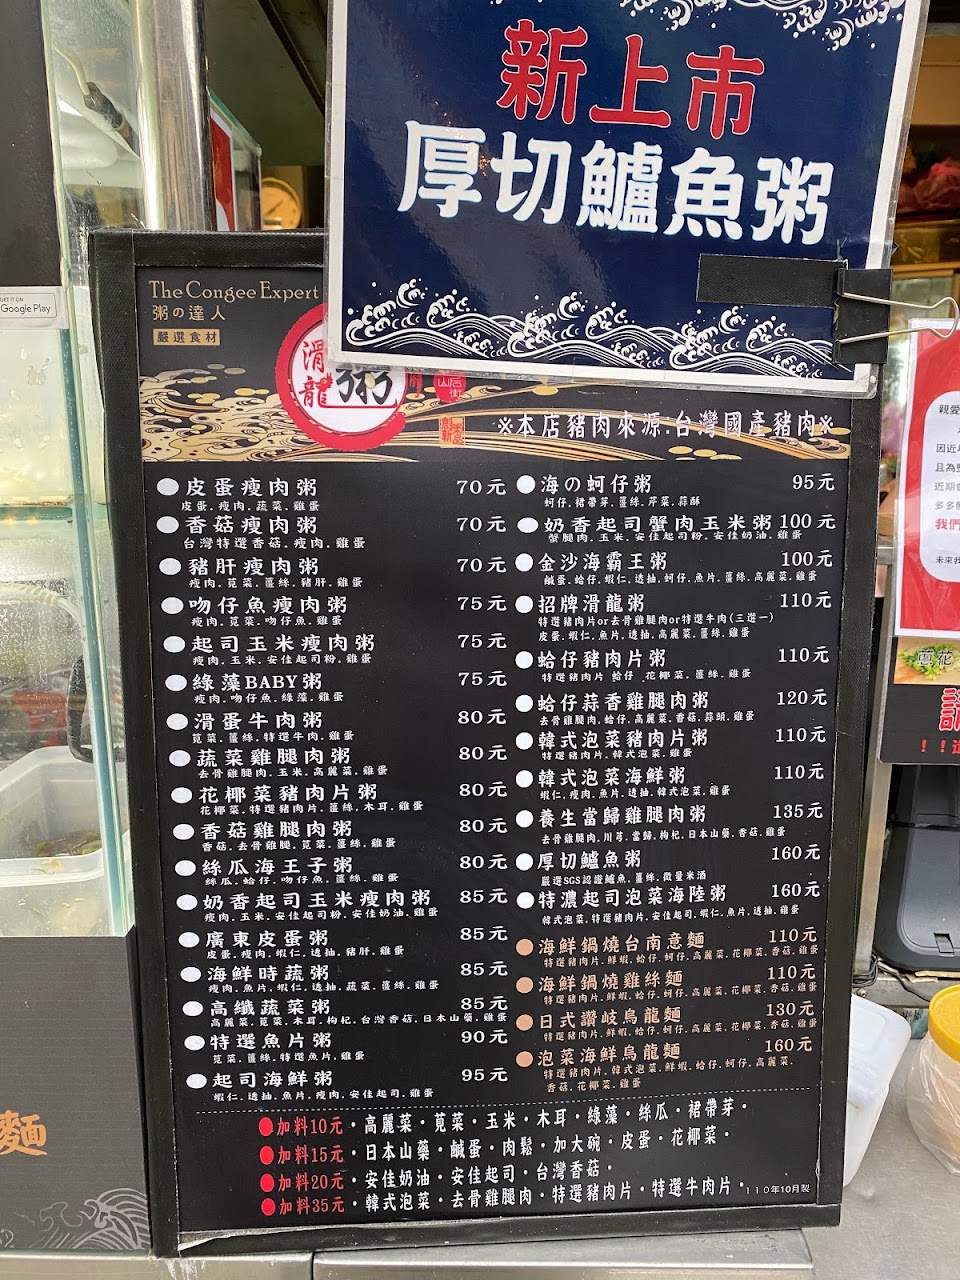 新上市
厚切鱸魚粥
GET IT ON
Google Play
The Congee Expert
粥の達人
嚴選食材
滑龍粥
※本店豬肉來源:台灣國產豬肉※
皮蛋瘦肉粥 70元
皮蛋.瘦肉.蔬菜.雞蛋
香菇瘦肉粥 70元
台灣特選香菇.瘦肉.雞蛋
豬肝瘦肉粥 70元
瘦肉.莧菜.薑絲.豬肝.雞蛋
吻仔魚瘦肉粥 75元
瘦肉.莧菜.吻仔魚.雞蛋
起司玉米瘦肉粥 75元
瘦肉.玉米.安佳起司粉.雞蛋
綠藻BABY粥 75元
瘦肉.吻仔魚.綠藻.雞蛋
滑蛋牛肉粥 80元
莧菜.薑絲.特選牛肉.雞蛋
蔬菜雞腿肉粥 80元
去骨雞腿肉.玉米.高麗菜.雞蛋
花椰菜豬肉片粥 80元
花椰菜.特選豬肉片.薑絲.木耳.雞蛋
香菇雞腿肉粥 80元
香菇.去骨雞腿.莧菜.薑絲.雞蛋
絲瓜海王子粥 80元
絲瓜.蛤仔.吻仔魚.薑絲.雞蛋
奶香起司玉米瘦肉粥 85元
瘦肉.玉米.安佳起司粉.安佳奶油.雞蛋
廣東皮蛋粥 85元
皮蛋.瘦肉.蝦仁.透抽.豬肝.雞蛋
海鮮時蔬粥 85元
瘦肉.魚片.蝦仁.透抽.蔬菜.薑絲.雞蛋
高纖蔬菜粥 85元
高麗菜.莧菜.木耳.枸杞.台灣香菇.日本山藥.雞蛋
特選魚片粥 90元
莧菜.薑絲.特選魚片.雞蛋
起司海鮮粥 95元
蝦仁.透抽.魚片.瘦肉.安佳起司.雞蛋
海の蚵仔粥 95元
蚵仔.裙帶芽.薑絲.芹菜.蒜酥
奶香起司蟹肉玉米粥 100元
蟹腿肉.玉米.安佳起司粉.安佳奶油.雞蛋
金沙海霸王粥 100元
鹹蛋.蛤仔.蝦仁.透抽.蚵仔.魚片.薑絲.高麗菜.雞蛋
招牌滑龍粥 110元
特選豬肉片or去骨雞腿肉or特選牛肉(三選一)
皮蛋.蝦仁.魚片.透抽.高麗菜.薑絲.雞蛋
蛤仔豬肉片粥 110元
特選豬肉片.蛤仔.花椰菜.薑絲.雞蛋
蛤仔蒜香雞腿肉粥 120元
去骨雞腿肉.蛤仔.高麗菜.香菇.蒜頭.雞蛋
韓式泡菜豬肉片粥 110元
特選豬肉片.韓式泡菜.雞蛋
韓式泡菜海鮮粥 110元
蝦仁.瘦肉.魚片.透抽.韓式泡菜.雞蛋
養生當歸雞腿肉粥 135元
去骨雞腿肉.川芎.當歸.枸杞.日本山藥.香菇.雞蛋
厚切鱸魚粥 160元
嚴選SGS認證鱸魚.薑絲.微量米酒
特濃起司泡菜海陸粥 160元
韓式泡菜.特選豬肉片.安佳起司.蝦仁.魚片.透抽.雞蛋
海鮮鍋燒台南意麵 110元
特選豬肉片.鮮蝦.蛤仔.蚵仔.高麗菜.花椰菜.香菇.雞蛋
海鮮鍋燒雞絲麵 110元
特選豬肉片.鮮蝦.蛤仔.蚵仔.高麗菜.花椰菜.香菇.雞蛋
日式讚岐烏龍麵 130元
特選豬肉片.鮮蝦.蛤仔.蚵仔.高麗菜.花椰菜.香菇.雞蛋
泡菜海鮮烏龍麵 160元
特選豬肉片.韓式泡菜.鮮蝦.蛤仔.蚵仔.高麗菜.
香菇.花椰菜.雞蛋
加料10元・高麗菜・莧菜・玉米・木耳・綠藻・絲瓜・裙帶芽・
加料15元・日本山藥・鹹蛋・肉鬆・加大碗・皮蛋・花椰菜・
加料20元・安佳奶油・安佳起司・台灣香菇・
加料35元・韓式泡菜・去骨雞腿肉・特選豬肉片・特選牛肉片・
110年10月製
麵
親愛
因近
且為
近期
多多
我們
未來我